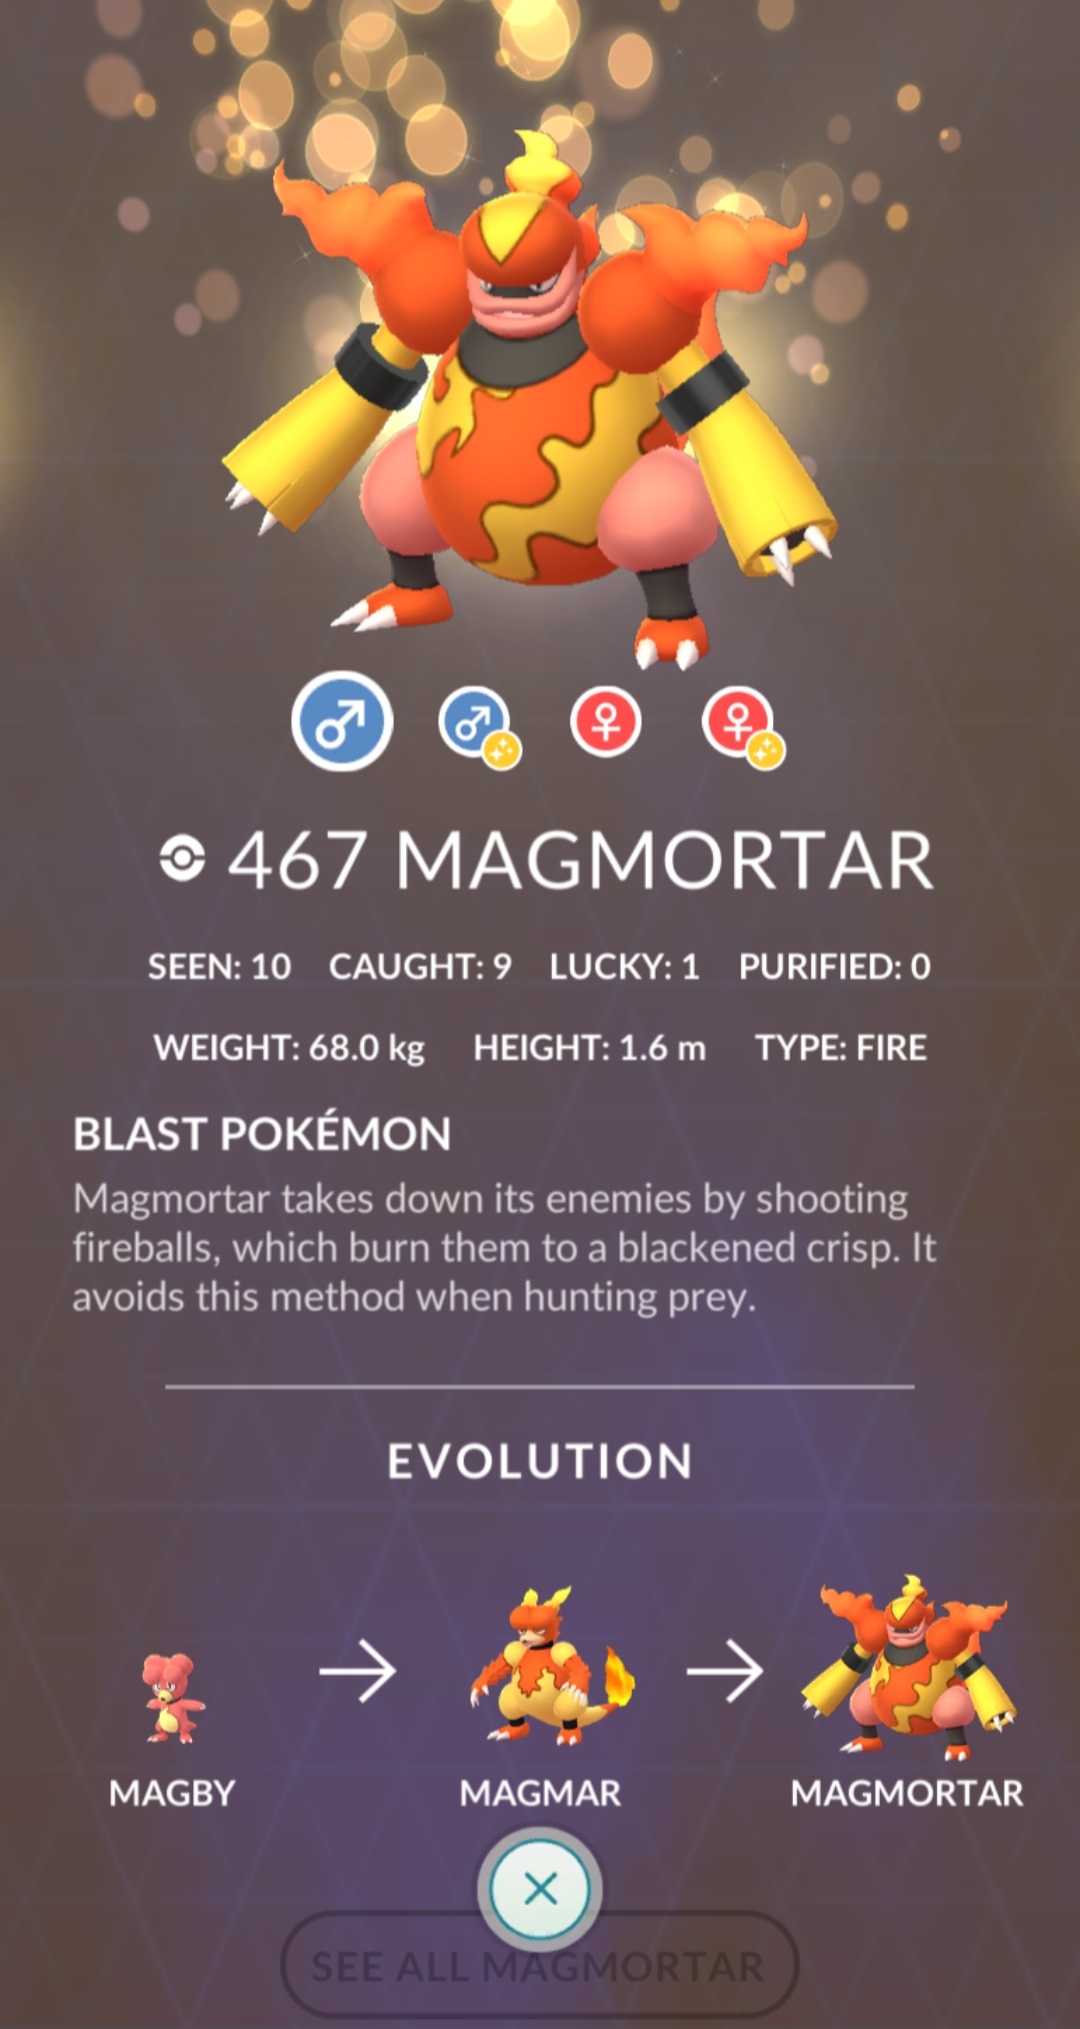 467 MAGMORTAR
SEEN: 10 CAUGHT: 9 LUCKY: 1 PURIFIED: 0
WEIGHT: 68.0 kg HEIGHT: 1.6 m TYPE: FIRE
BLAST POKÉMON
Magmortar takes down its enemies by shooting
fireballs, which burn them to a blackened crisp. It
avoids this method when hunting prey.
EVOLUTION
MAGBY MAGMAR MAGMORTAR
SEE ALL MAGMORTAR